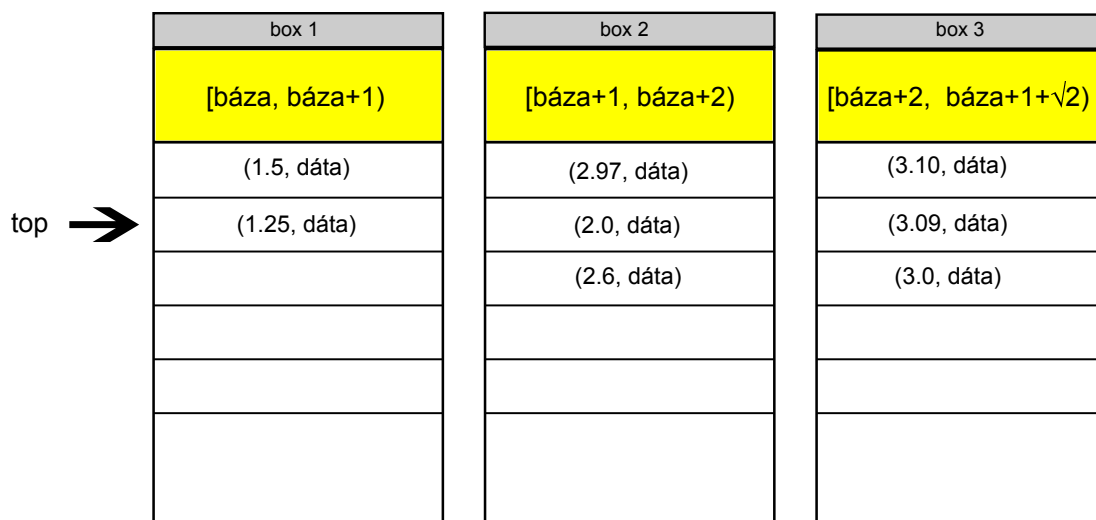 box 1
[báza, báza+1)
(1.5, dáta)
top
(1.25, dáta)
box 2
[báza+1, báza+2)
(2.97, dáta)
(2.0, dáta)
(2.6, dáta)
box 3
[báza+2, báza+1+√2)
(3.10, dáta)
(3.09, dáta)
(3.0, dáta)